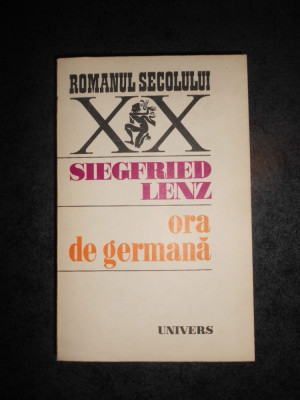 ROMANUL SECOLULUI
XX
SIEGFRIED
LENZ
ora
de germană
UNIVERS